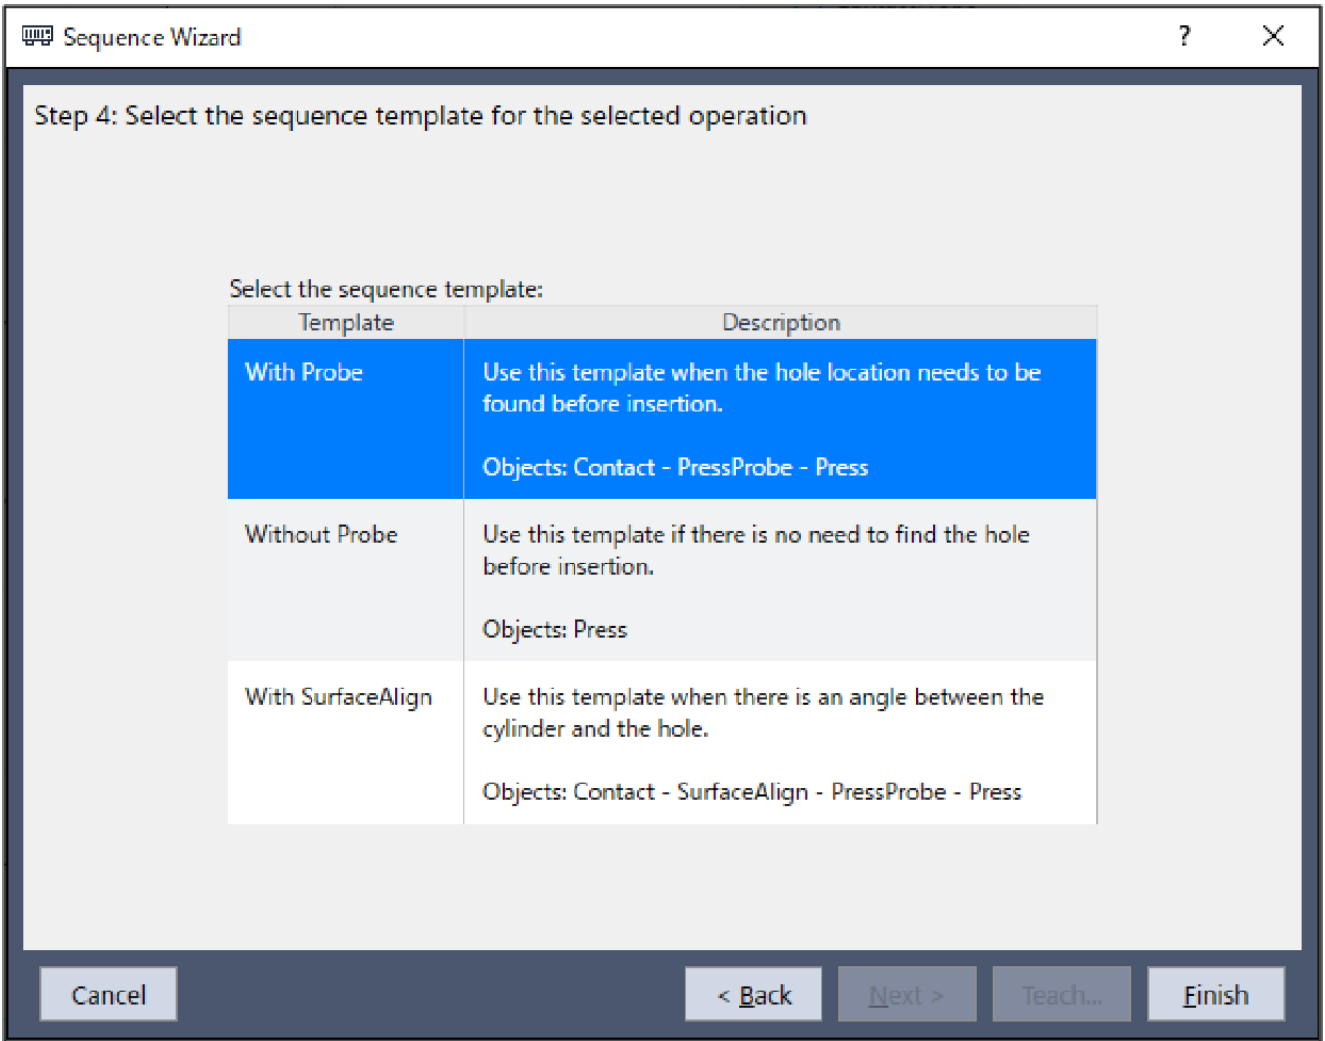 Sequence Wizard
?
Step 4: Select the sequence template for the selected operation
Select the sequence template:
Template
Description
With Probe
Use this template when the hole location needs to be
found before insertion.
Objects: Contact - PressProbe - Press
Without Probe
Use this template if there is no need to find the hole
before insertion.
Objects: Press
With SurfaceAlign
Use this template when there is an angle between the
cylinder and the hole.
Objects: Contact - SurfaceAlign - PressProbe - Press
Cancel
< Back
Next >
Teach...
Finish